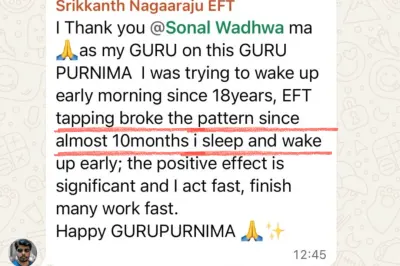 Srikkanth Nagaaraju EFT
I Thank you @Sonal Wadhwa ma
🙏as my GURU on this GURU
PURNIMA I was trying to wake up
early morning since 18years, EFT
tapping broke the pattern since
almost 10months i sleep and wake
up early; the positive effect is
significant and I act fast, finish
many work fast.
Happy GURUPURNIMA 🙏✨
12:45